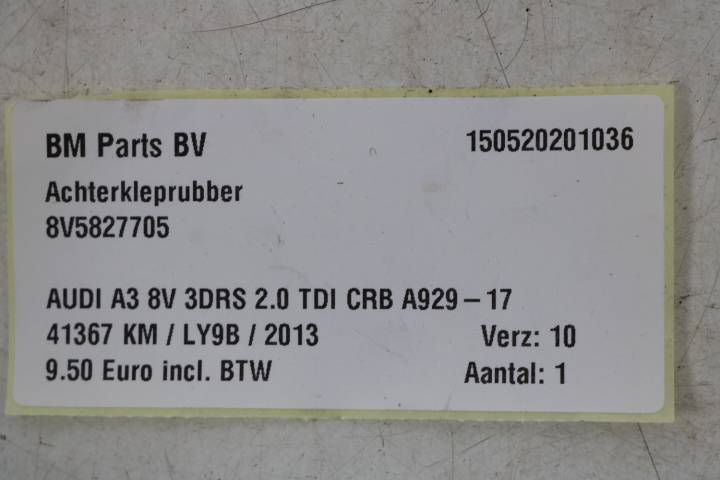 BM Parts BV 150520201036
Achterkleprubber
8V5827705
AUDI A3 8V 3DRS 2.0 TDI CRB A929-17
41367 KM / LY9B / 2013 Verz: 10
9.50 Euro incl. BTW Aantal: 1